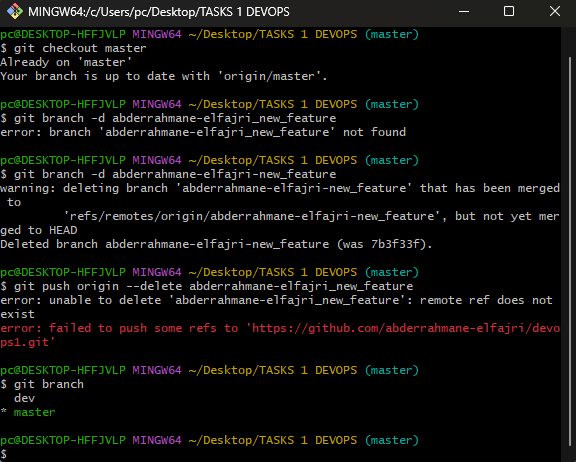 MINGW64:/c/Users/pc/Desktop/TASKS 1 DEVOPS
pc@DESKTOP-HFFJVLP MINGW64 ~/Desktop/TASKS 1 DEVOPS (master)
$ git checkout master
Already on 'master'
Your branch is up to date with 'origin/master'.
pc@DESKTOP-HFFJVLP MINGW64 ~/Desktop/TASKS 1 DEVOPS (master)
$ git branch -d abderrahmane-elfajri_new_feature
error: branch 'abderrahmane-elfajri_new_feature' not found
pc@DESKTOP-HFFJVLP MINGW64 ~/Desktop/TASKS 1 DEVOPS (master)
$ git branch -d abderrahmane-elfajri-new_feature
warning: deleting branch 'abderrahmane-elfajri-new_feature' that has been merged
to
'refs/remotes/origin/abderrahmane-elfajri-new_feature', but not yet mer
ged to HEAD
Deleted branch abderrahmane-elfajri-new_feature (was 7b3f33f).
pc@DESKTOP-HFFJVLP MINGW64 ~/Desktop/TASKS 1 DEVOPS (master)
$ git push origin --delete abderrahmane-elfajri_new_feature
error: unable to delete 'abderrahmane-elfajri_new_feature': remote ref does not
exist
error: failed to push some refs to 'https://github.com/abderrahmane-elfajri/devo
ps1.git'
pc@DESKTOP-HFFJVLP MINGW64 ~/Desktop/TASKS 1 DEVOPS (master)
$ git branch
dev
* master
pc@DESKTOP-HFFJVLP MINGW64 ~/Desktop/TASKS 1 DEVOPS (master)
$